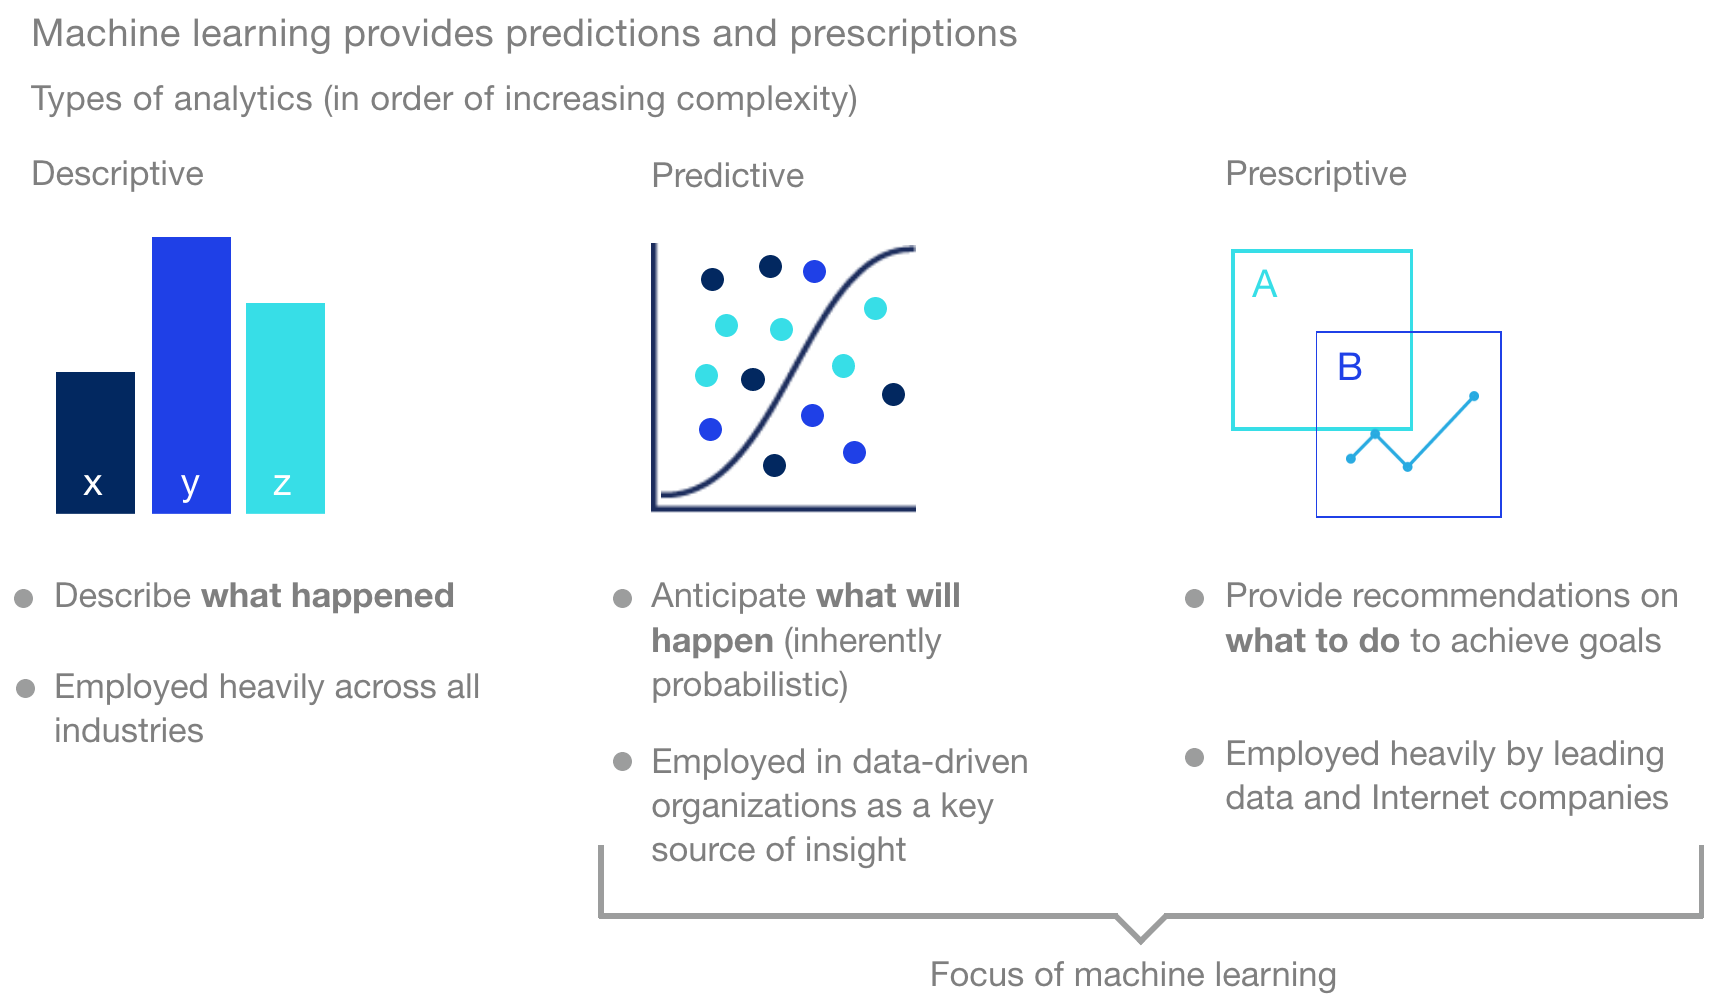 Machine learning provides predictions and prescriptions
Types of analytics (in order of increasing complexity)
Descriptive
x
y
z
Describe what happened
Employed heavily across all
industries
Predictive
Anticipate what will
happen (inherently
probabilistic)
Employed in data-driven
organizations as a key
source of insight
Prescriptive
A
B
Provide recommendations on
what to do to achieve goals
Employed heavily by leading
data and Internet companies
Focus of machine learning